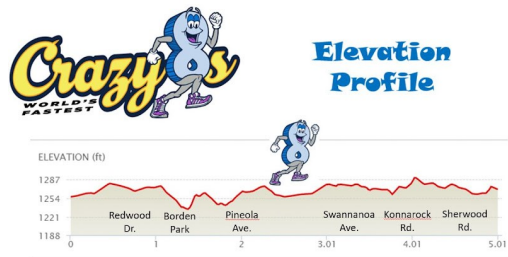 Crazy 8s
WORLD'S
FASTEST
Elevation
Profile
ELEVATION (ft)
1287
1254
1221
1188
Redwood
Dr.
Borden
Park
Pineola
Ave.
Swannanoa
Ave.
Konnarock
Rd.
Sherwood
Rd.
0 1 2 3.01 4.01 5.01